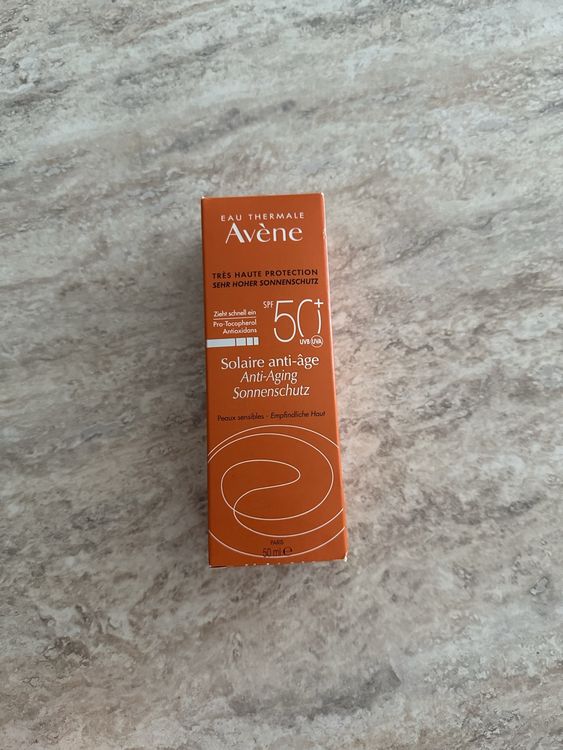 EAU THERMALE
Avène
TRÈS HAUTE PROTECTION
SEHR HOHER SONNENSCHUTZ
Zieht schnell ein
Pro-Tocopherol
Antioxidans
SPF 50+
UVB UVA
Solaire anti-âge
Anti-Aging
Sonnenschutz
Peaux sensibles - Empfindliche Haut
PARIS
50 ml ℮